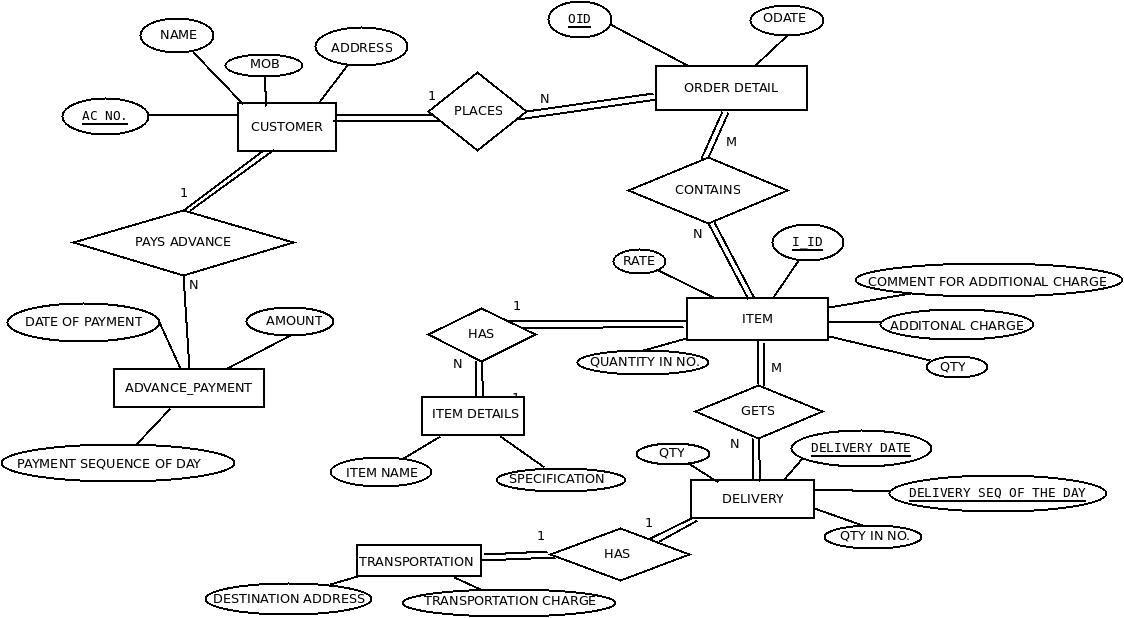 OID
ODATE
NAME
MOB
ADDRESS
AC NO.
CUSTOMER
1
PLACES
N
ORDER DETAIL
M
CONTAINS
N
1
PAYS ADVANCE
N
DATE OF PAYMENT
AMOUNT
ADVANCE_PAYMENT
PAYMENT SEQUENCE OF DAY
RATE
I_ID
COMMENT FOR ADDITIONAL CHARGE
ITEM
ADDITONAL CHARGE
QUANTITY IN NO.
QTY
1
HAS
N
1
ITEM DETAILS
ITEM NAME
SPECIFICATION
M
GETS
N
QTY
DELIVERY DATE
DELIVERY
DELIVERY SEQ OF THE DAY
QTY IN NO.
1
HAS
1
TRANSPORTATION
DESTINATION ADDRESS
TRANSPORTATION CHARGE